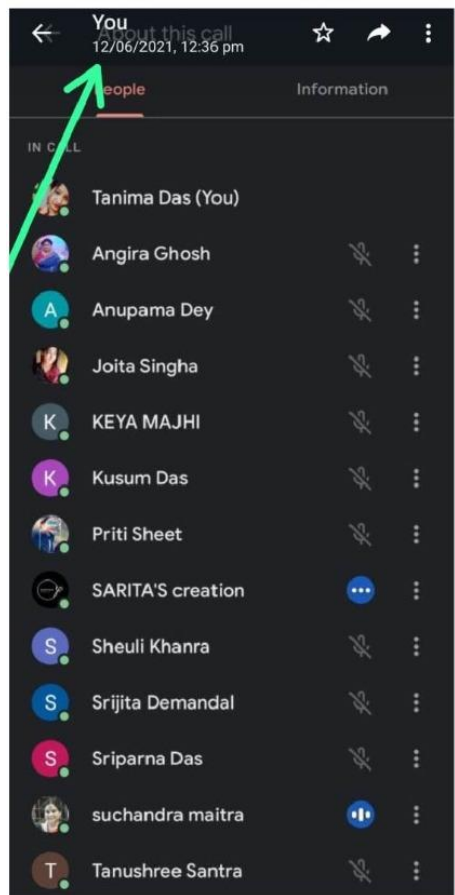 You
About this call
12/06/2021, 12:36 pm
People
Information
IN CALL
Tanima Das (You)
Angira Ghosh
A
Anupama Dey
Joita Singha
K
KEYA MAJHI
K
Kusum Das
Priti Sheet
SARITA'S creation
S
Sheuli Khanra
S
Srijita Demandal
S
Sriparna Das
suchandra maitra
T
Tanushree Santra